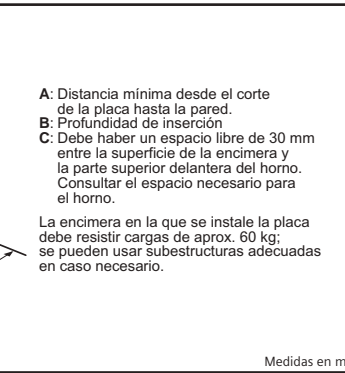 A: Distancia mínima desde el corte
de la placa hasta la pared.
B: Profundidad de inserción
C: Debe haber un espacio libre de 30 mm
entre la superficie de la encimera y
la parte superior delantera del horno.
Consultar el espacio necesario para
el horno.
La encimera en la que se instale la placa
debe resistir cargas de aprox. 60 kg;
se pueden usar subestructuras adecuadas
en caso necesario.
Medidas en m